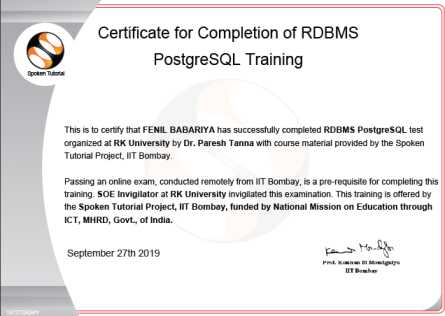 Certificate for Completion of RDBMS
PostgreSQL Training
Spoken Tutorial
This is to certify that FENIL BABARIYA has successfully completed RDBMS PostgreSQL test
organized at RK University by Dr. Paresh Tanna with course material provided by the Spoken
Tutorial Project, IIT Bombay.
Passing an online exam, conducted remotely from IIT Bombay, is a pre-requisite for completing this
training. SOE Invigilator at RK University invigilated this examination. This training is offered by
the Spoken Tutorial Project, IIT Bombay, funded by National Mission on Education through
ICT, MHRD, Govt., of India.
September 27th 2019
Prof. Kannan M Moudgalya
IIT Bombay